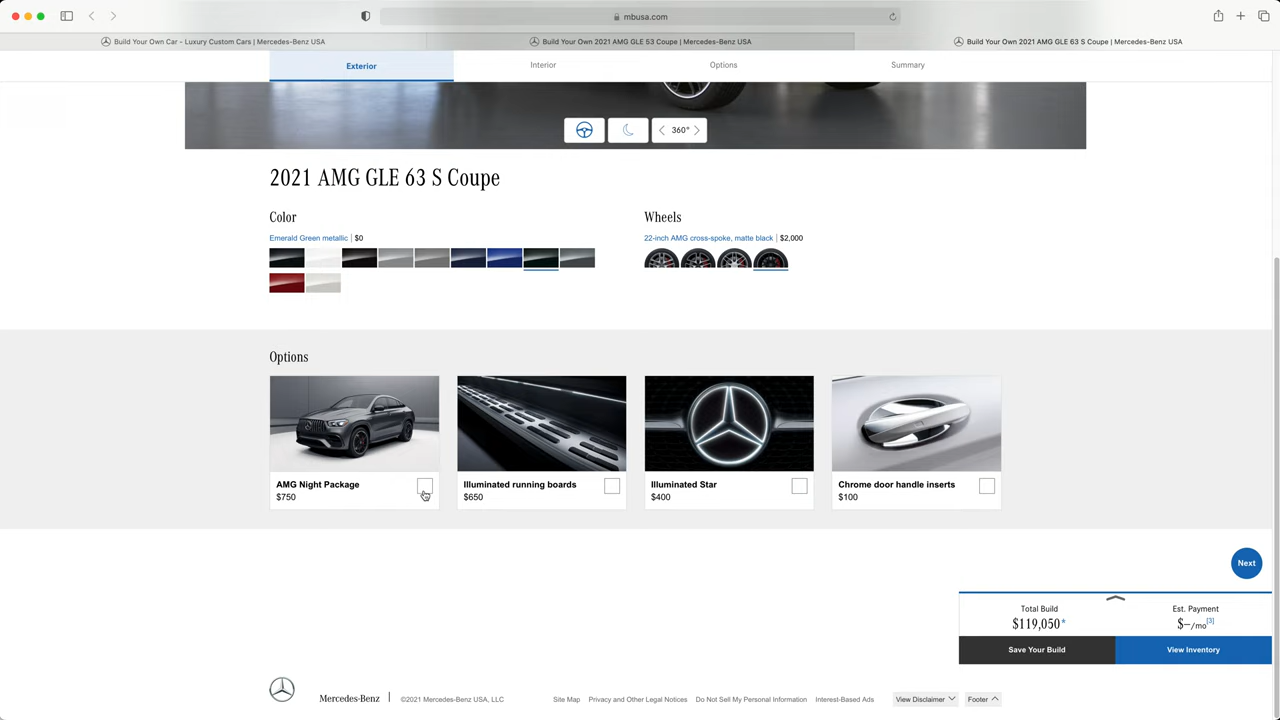 mbusa.com
Build Your Own Car - Luxury Custom Cars | Mercedes-Benz USA
Build Your Own 2021 AMG GLE 53 Coupe | Mercedes-Benz USA
Build Your Own 2021 AMG GLE 63 S Coupe | Mercedes-Benz USA
Exterior
Interior
Options
Summary
360°
2021 AMG GLE 63 S Coupe
Color
Emerald Green metallic | $0
Wheels
22-inch AMG cross-spoke, matte black | $2,000
Options
AMG Night Package
$750
Illuminated running boards
$650
Illuminated Star
$400
Chrome door handle inserts
$100
Next
Total Build
$119,050*
Est. Payment
$–/mo[3]
Save Your Build
View Inventory
Mercedes-Benz
©2021 Mercedes-Benz USA, LLC
Site Map
Privacy and Other Legal Notices
Do Not Sell My Personal Information
Interest-Based Ads
View Disclaimer
Footer